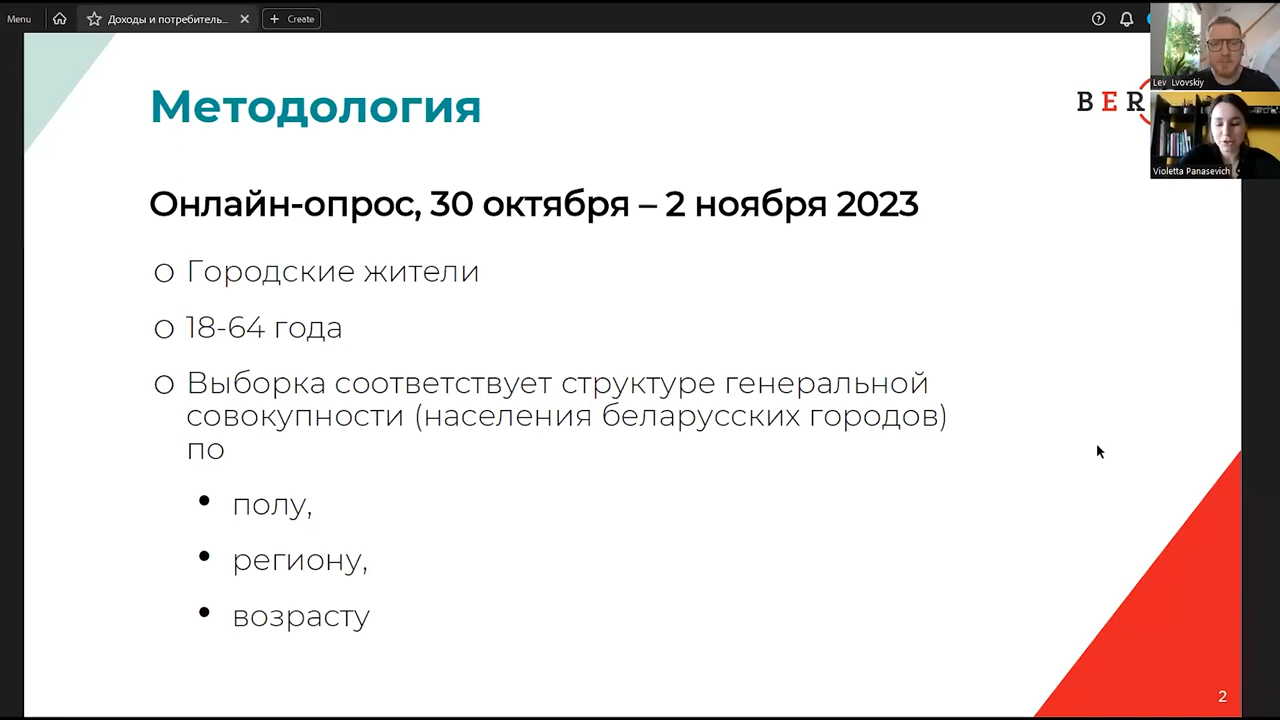 Menu
Доходы и потребитель...
Create
Методология
BER
Lev Lvovskiy
Violetta Panasevich
Онлайн-опрос, 30 октября – 2 ноября 2023
Городские жители
18-64 года
Выборка соответствует структуре генеральной
совокупности (населения беларусских городов)
по
полу,
региону,
возрасту
2